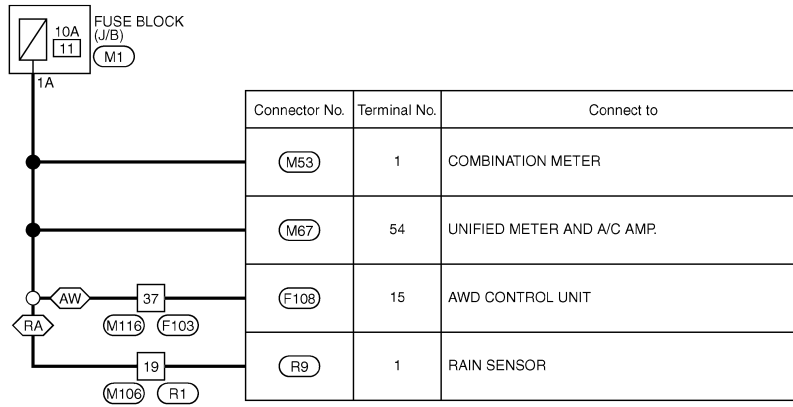 FUSE BLOCK
10A
(J/B)
11
M1
1A
Connector No. Terminal No. Connect to
M53 1 COMBINATION METER
M67 54 UNIFIED METER AND A/C AMP.
AW 37 F108 15 AWD CONTROL UNIT
RA M116 F103
19 R9 1 RAIN SENSOR
M106 R1